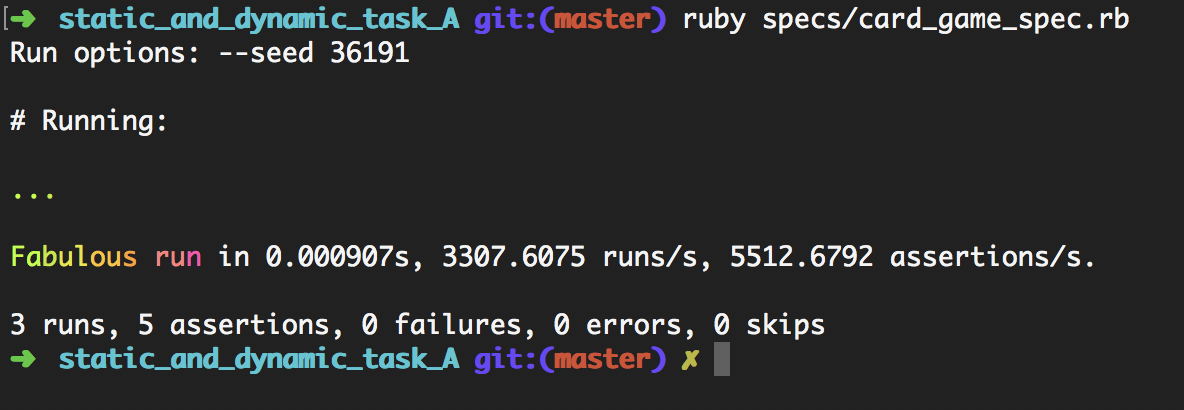 ➜ static_and_dynamic_task_A git:(master) ruby specs/card_game_spec.rb
Run options: --seed 36191
# Running:
...
Fabulous run in 0.000907s, 3307.6075 runs/s, 5512.6792 assertions/s.
3 runs, 5 assertions, 0 failures, 0 errors, 0 skips
➜ static_and_dynamic_task_A git:(master) ✗